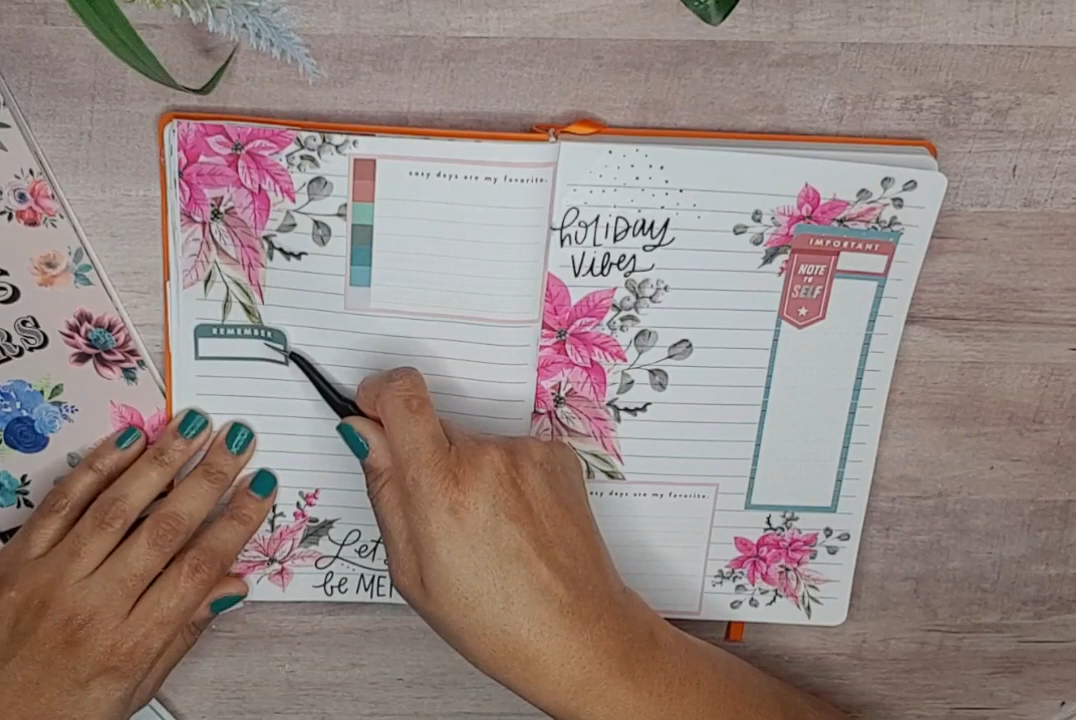 easy days are my favorite.
REMEMBER
Let's
be MER
holiday
vibes
easy days are my favorite.
IMPORTANT
NOTE
TO
SELF
RS